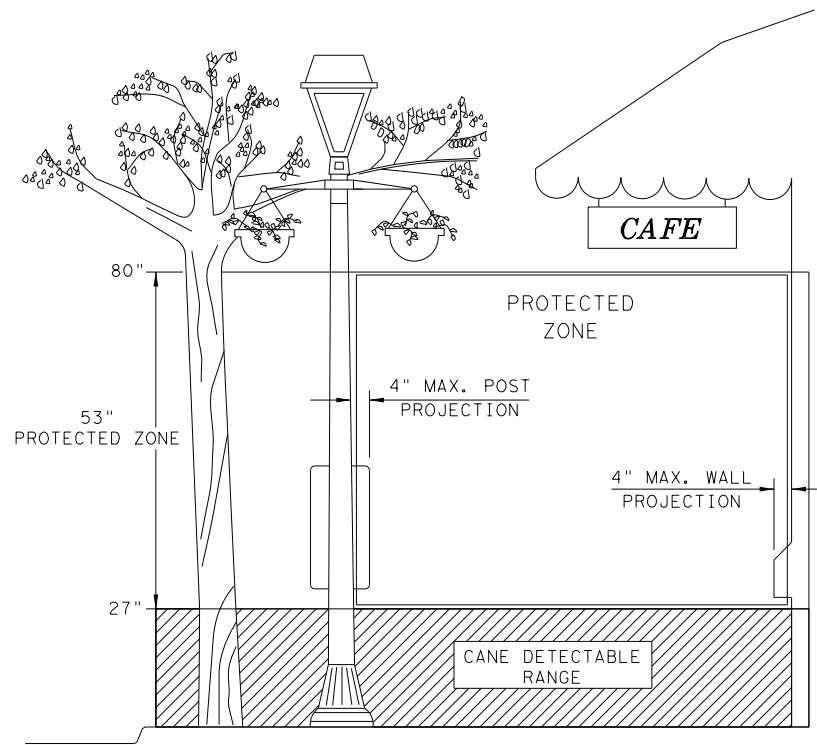 CAFE
80"
PROTECTED
ZONE
4" MAX. POST
PROJECTION
53"
PROTECTED ZONE
4" MAX. WALL
PROJECTION
27"
CANE DETECTABLE
RANGE